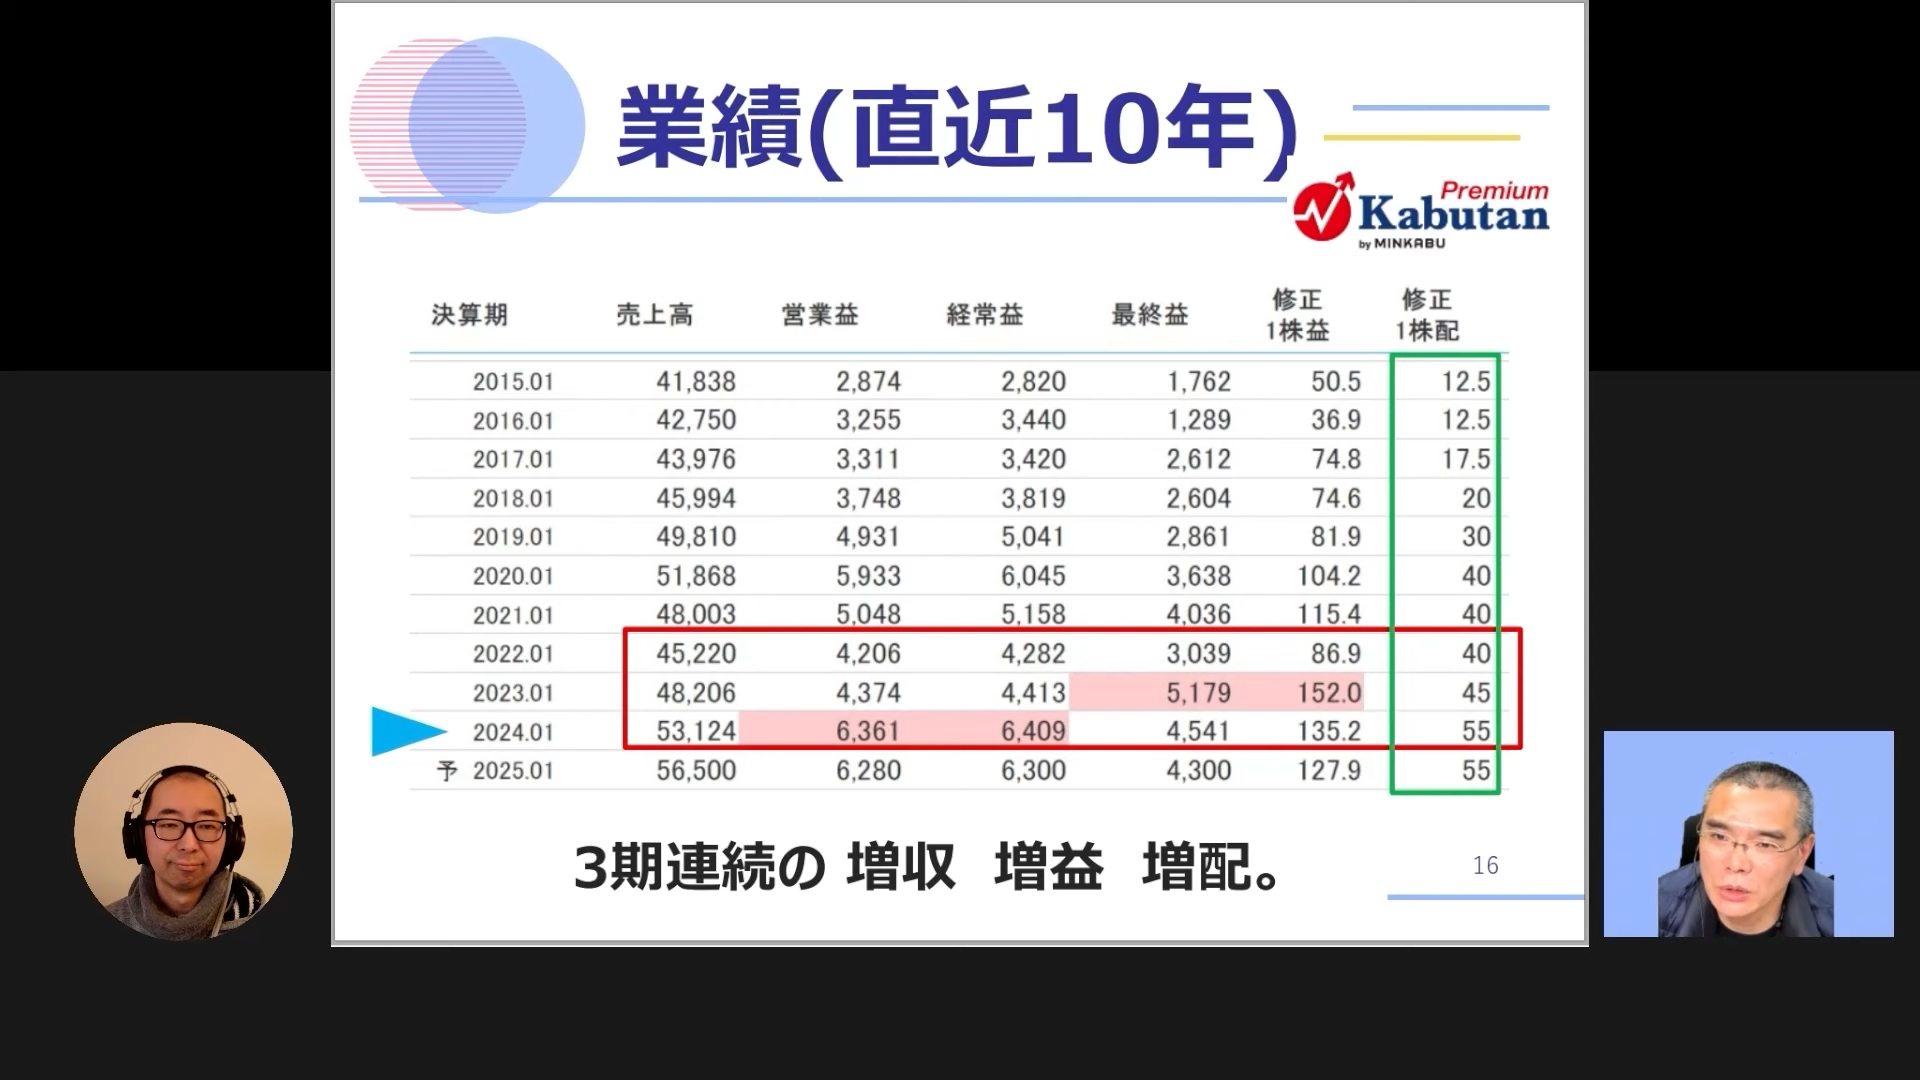 業績(直近10年)
Premium
Kabutan
by MINKABU
決算期 売上高 営業益 経常益 最終益 修正1株益 修正1株配
2015.01 41,838 2,874 2,820 1,762 50.5 12.5
2016.01 42,750 3,255 3,440 1,289 36.9 12.5
2017.01 43,976 3,311 3,420 2,612 74.8 17.5
2018.01 45,994 3,748 3,819 2,604 74.6 20
2019.01 49,810 4,931 5,041 2,861 81.9 30
2020.01 51,868 5,933 6,045 3,638 104.2 40
2021.01 48,003 5,048 5,158 4,036 115.4 40
2022.01 45,220 4,206 4,282 3,039 86.9 40
2023.01 48,206 4,374 4,413 5,179 152.0 45
2024.01 53,124 6,361 6,409 4,541 135.2 55
予 2025.01 56,500 6,280 6,300 4,300 127.9 55
3期連続の 増収 増益 増配。
16